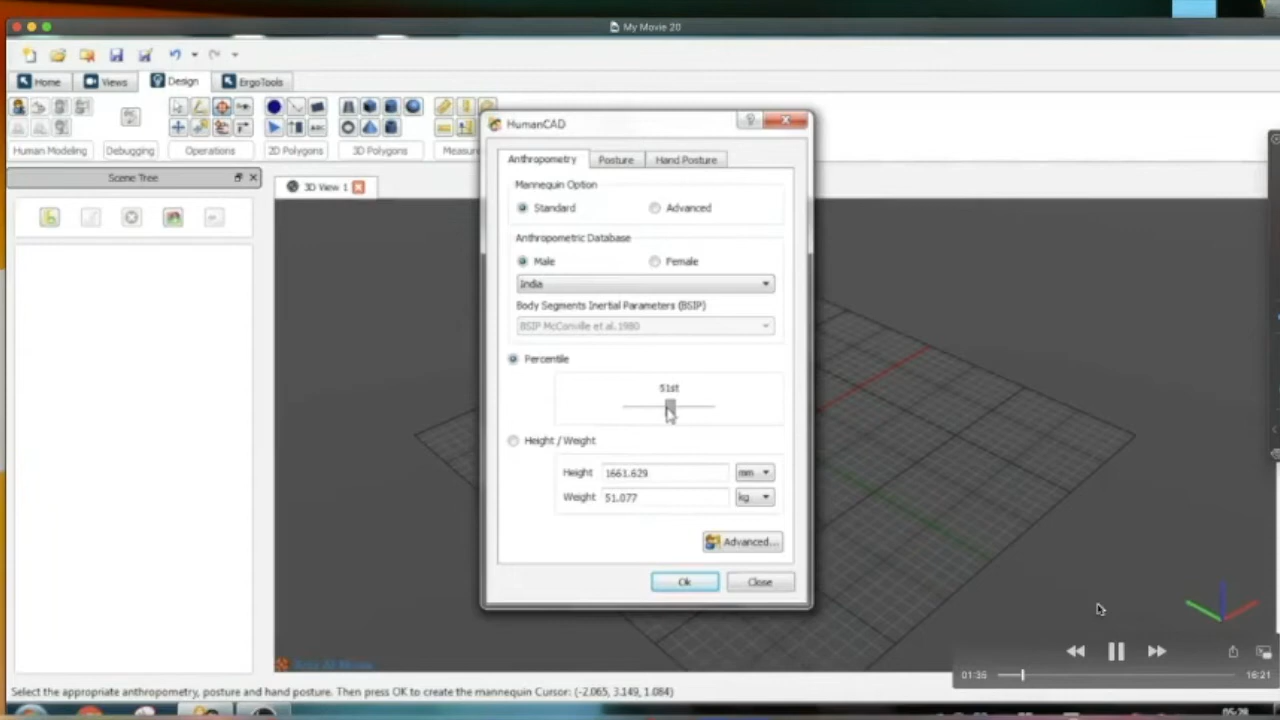 My Movie 20
Home Views Design ErgoTools
Human Modeling Debugging Operations 2D Polygons 3D Polygons
Scene Tree
3D View 1
HumanCAD
Anthropometry Posture Hand Posture
Mannequin Option
Standard Advanced
Anthropometric Database
Male Female
India
Body Segments Inertial Parameters (BSIP)
BSIP McConville et al.1980
Percentile
51st
Height / Weight
Height 1661.629 mm
Weight 51.077 kg
Advanced...
Ok Close
01:35 16:21
Select the appropriate anthropometry, posture and hand posture. Then press OK to create the mannequin Cursor: (-2.065, 3.149, 1.084)